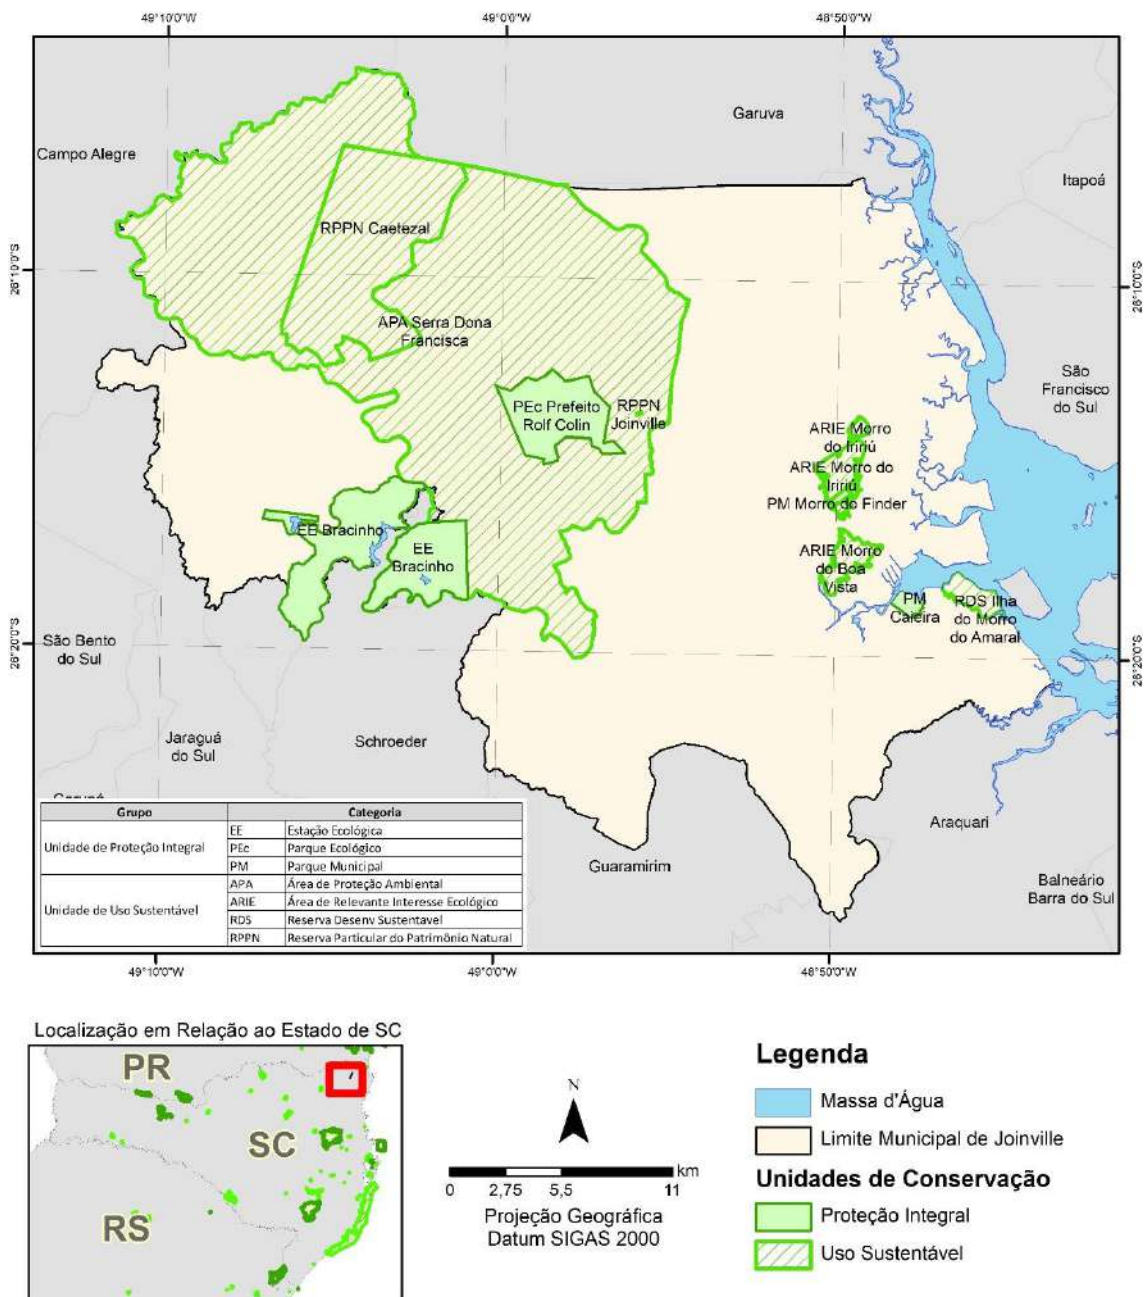 49°10'0"W
49°0'0"W
48°50'0"W
Garuva
Campo Alegre
Itapoá
RPPN Caetezal
26°10'0"S
26°10'0"S
APA Serra Dona
Francisca
São
Francisco
do Sul
PEc Prefeito
Rolf Colin
RPPN
Joinville
ARIE Morro
do Iririú
ARIE Morro do
Iririú
PM Morro do Finder
EE Bracinho
EE
Bracinho
ARIE Morro
do Boa
Vista
PM
Caieira
RDS Ilha
do Morro
do Amaral
São Bento
do Sul
26°20'0"S
26°20'0"S
Jaraguá
do Sul
Schroeder
Araquari
Guaramirim
Balneário
Barra do Sul
Grupo
Categoria
Unidade de Proteção Integral
EE
Estação Ecológica
PEc
Parque Ecológico
PM
Parque Municipal
Unidade de Uso Sustentável
APA
Área de Proteção Ambiental
ARIE
Área de Relevante Interesse Ecológico
RDS
Reserva Desenv Sustentavel
RPPN
Reserva Particular do Patrimônio Natural
49°10'0"W
49°0'0"W
48°50'0"W
Localização em Relação ao Estado de SC
PR
SC
RS
N
km
0 2,75 5,5 11
Projeção Geográfica
Datum SIGAS 2000
Legenda
Massa d'Água
Limite Municipal de Joinville
Unidades de Conservação
Proteção Integral
Uso Sustentável